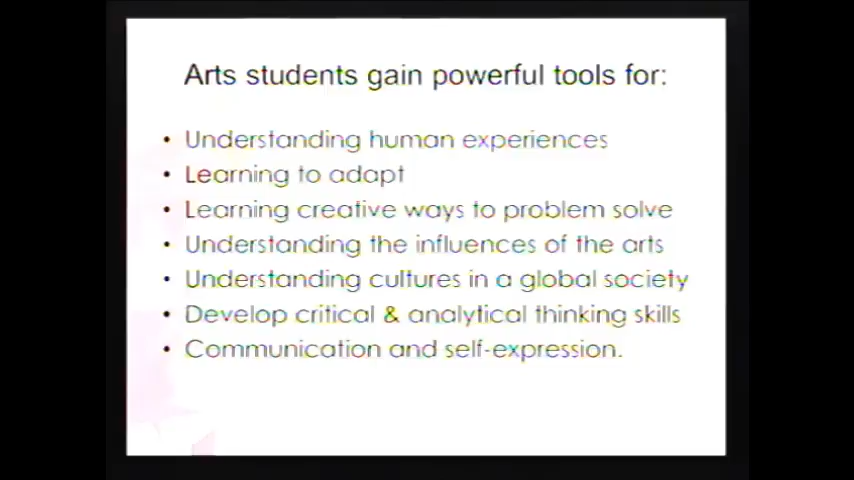 Arts students gain powerful tools for:
• Understanding human experiences
• Learning to adapt
• Learning creative ways to problem solve
• Understanding the influences of the arts
• Understanding cultures in a global society
• Develop critical & analytical thinking skills
• Communication and self-expression.